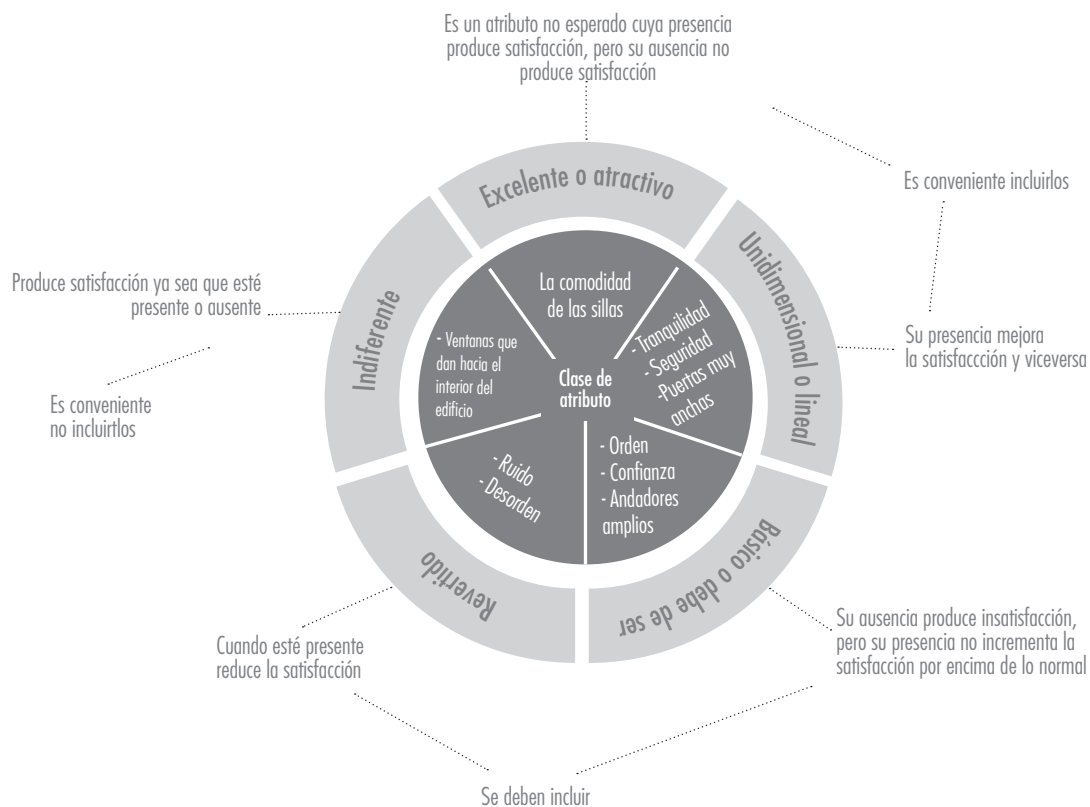 Es un atributo no esperado cuya presencia
produce satisfacción, pero su ausencia no
produce satisfacción
Es conveniente incluirlos
Excelente o atractivo
Unidimensional o lineal
Su presencia mejora
la satisfaccción y viceversa
Produce satisfacción ya sea que esté
presente o ausente
Indiferente
Es conveniente
no incluirtlos
La comodidad
de las sillas
- Tranquilidad
- Seguridad
-Puertas muy
anchas
- Ventanas que
dan hacia el
interior del
edificio
Clase de
atributo
- Ruido
- Desorden
- Orden
- Confianza
- Andadores
amplios
Revertido
Básico o debe de ser
Su ausencia produce insatisfacción,
pero su presencia no incrementa la
satisfacción por encima de lo normal
Cuando esté presente
reduce la satisfacción
Se deben incluir